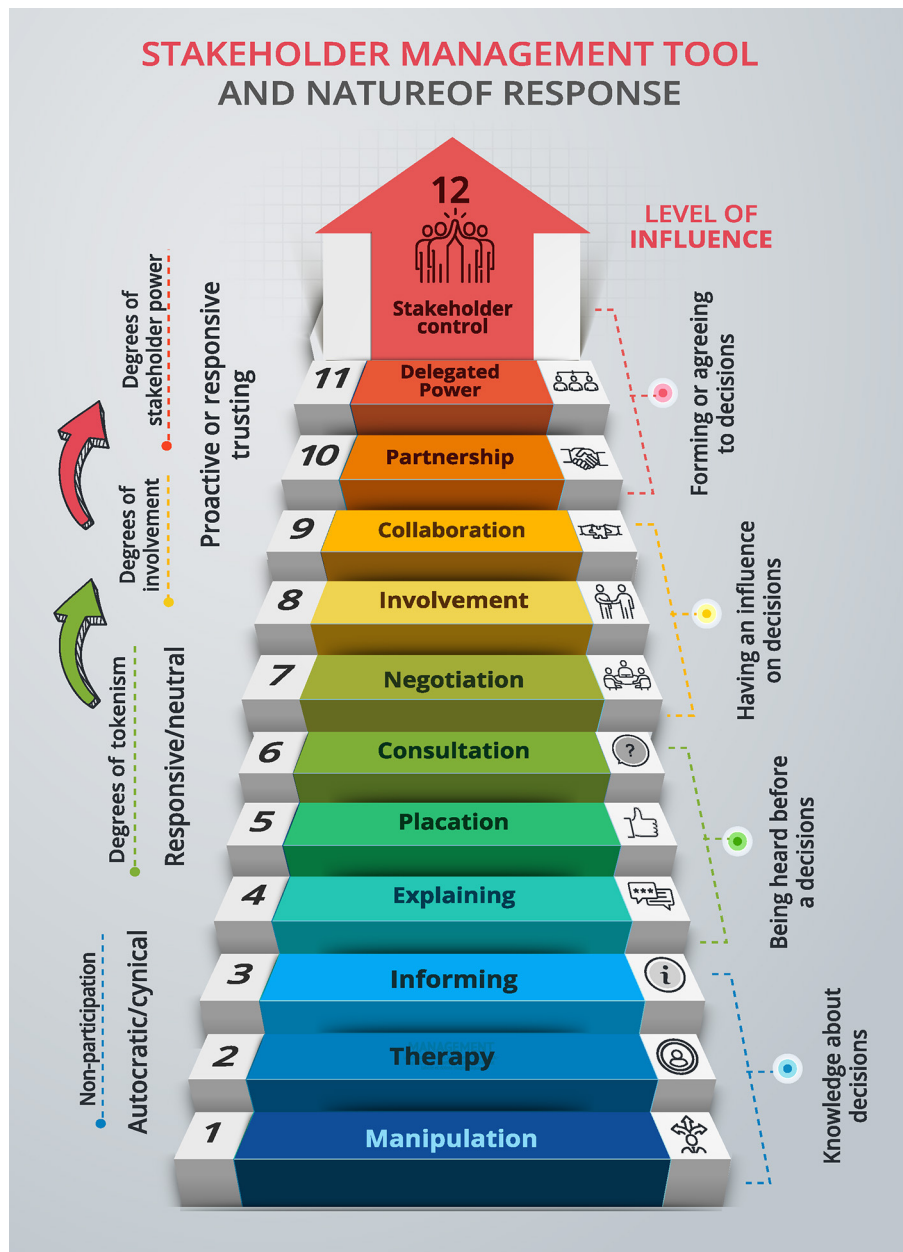 STAKEHOLDER MANAGEMENT TOOL
AND NATUREOF RESPONSE
LEVEL OF
INFLUENCE
12
Stakeholder
control
11
Delegated
Power
10
Partnership
9
Collaboration
8
Involvement
7
Negotiation
6
Consultation
?
5
Placation
4
Explaining
3
Informing
i
2
Therapy
1
Manipulation
Degrees of
stakeholder power
Proactive or responsive
trusting
Degrees of
involvement
Degrees of tokenism
Responsive/neutral
Non-participation
Autocratic/cynical
Forming or agreeing
to decisions
Having an influence
on decisions
Being heard before
a decisions
Knowledge about
decisions